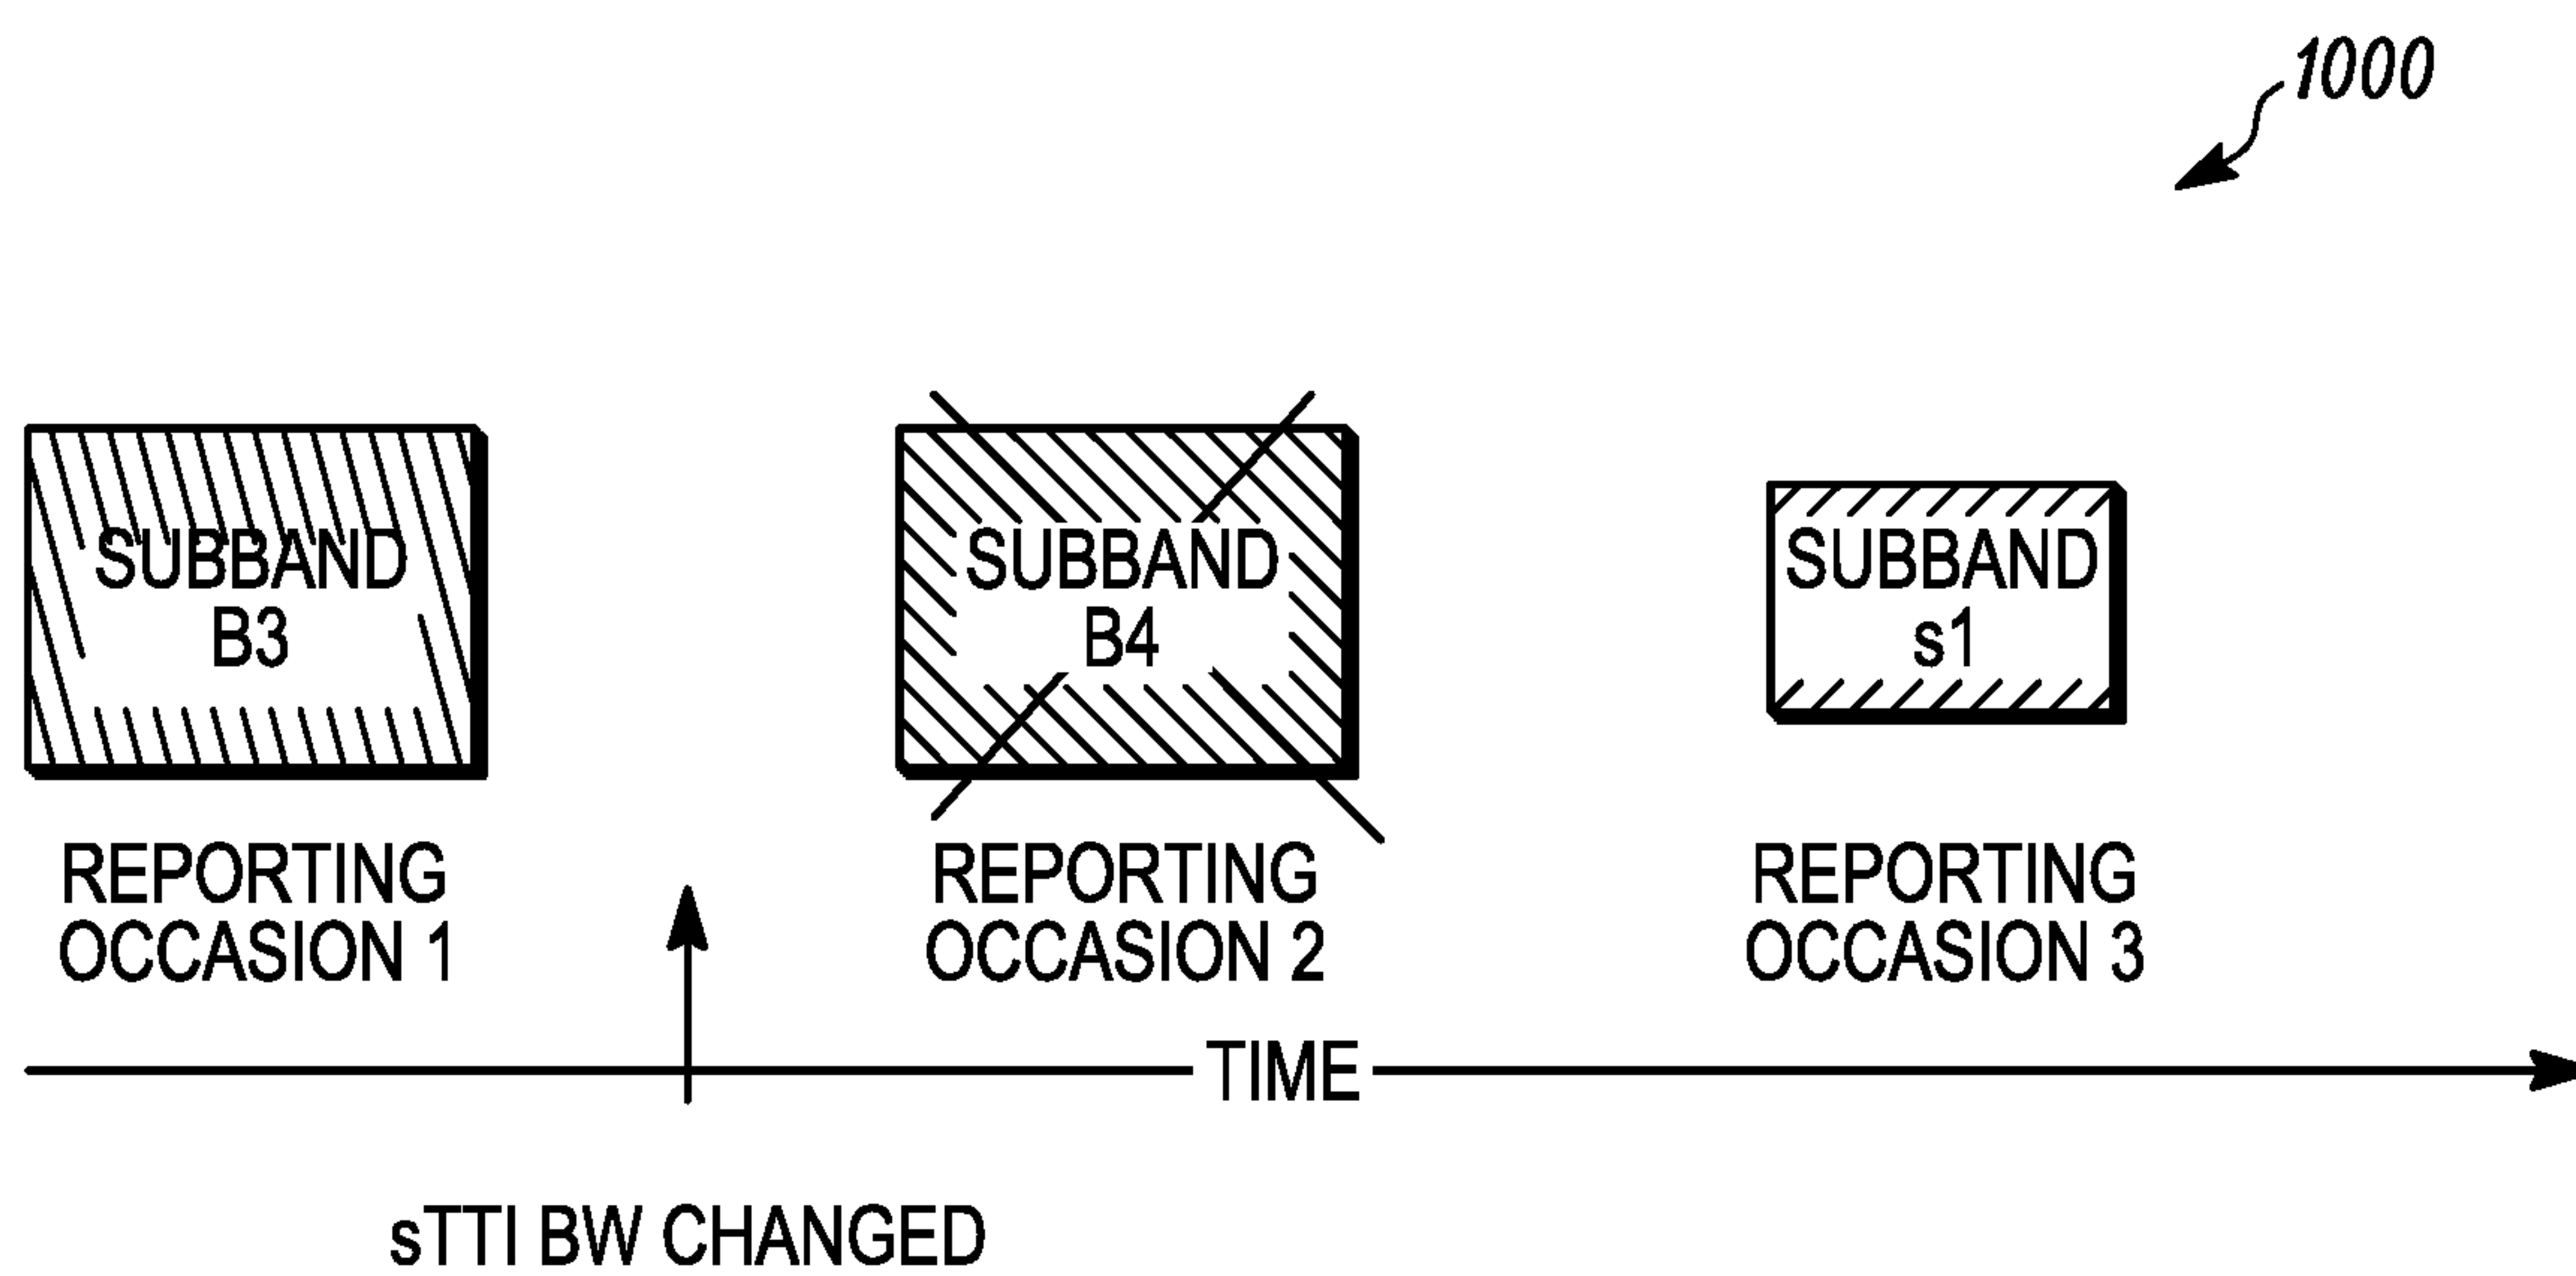 1000
SUBBAND
B3
SUBBAND
B4
SUBBAND
s1
REPORTING
OCCASION 1
REPORTING
OCCASION 2
REPORTING
OCCASION 3
TIME
sTTI BW CHANGED